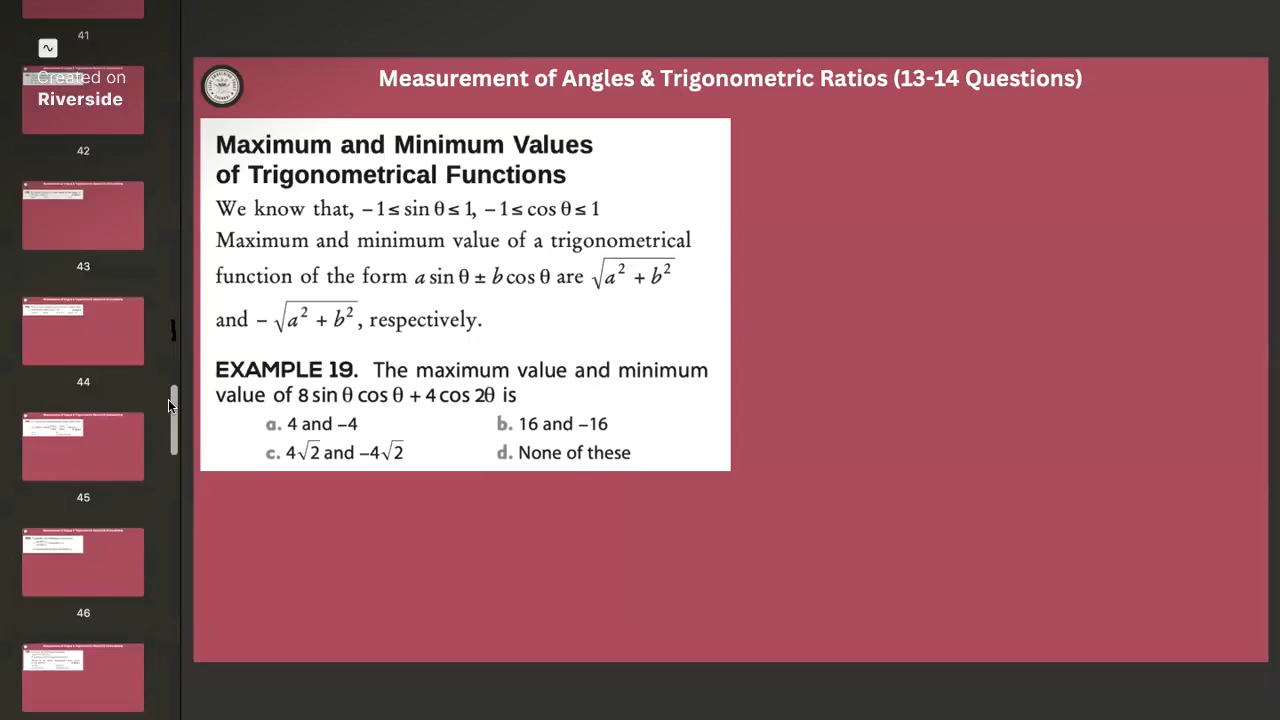 41
Created on
Riverside
42
43
44
45
46
Measurement of Angles & Trigonometric Ratios (13-14 Questions)
Maximum and Minimum Values
of Trigonometrical Functions
We know that, −1 ≤ sin θ ≤ 1, −1 ≤ cos θ ≤ 1
Maximum and minimum value of a trigonometrical
function of the form a sin θ ± b cos θ are √(a² + b²)
and − √(a² + b²), respectively.
EXAMPLE 19. The maximum value and minimum
value of 8 sin θ cos θ + 4 cos 2θ is
a. 4 and −4 b. 16 and −16
c. 4√2 and −4√2 d. None of these